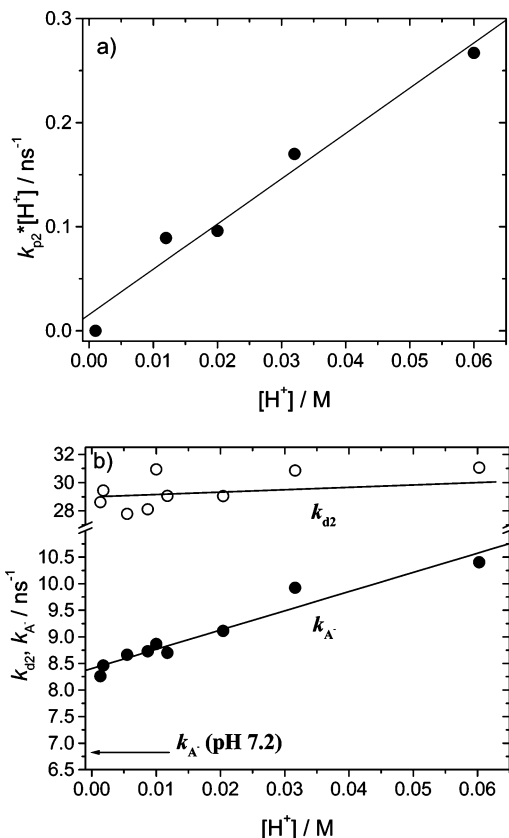 a)
0.3
0.2
0.1
0.0
k_p2*[H⁺] / ns⁻¹
0.00 0.01 0.02 0.03 0.04 0.05 0.06
[H⁺] / M
b)
32
30
28
10.5
10.0
9.5
9.0
8.5
8.0
7.5
7.0
6.5
k_d2, k_A⁻ / ns⁻¹
k_d2
k_A⁻
k_A⁻ (pH 7.2)
0.00 0.01 0.02 0.03 0.04 0.05 0.06
[H⁺] / M